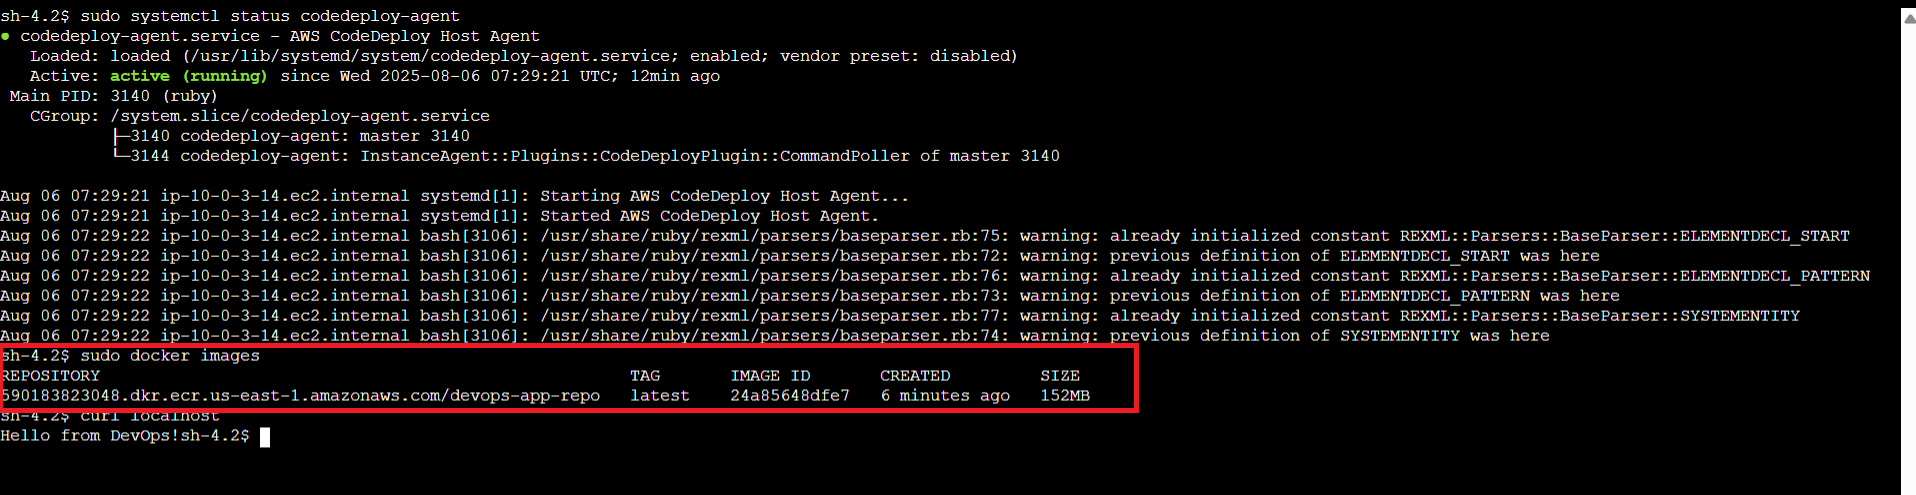 sh-4.2$ sudo systemctl status codedeploy-agent
● codedeploy-agent.service - AWS CodeDeploy Host Agent
   Loaded: loaded (/usr/lib/systemd/system/codedeploy-agent.service; enabled; vendor preset: disabled)
   Active: active (running) since Wed 2025-08-06 07:29:21 UTC; 12min ago
 Main PID: 3140 (ruby)
   CGroup: /system.slice/codedeploy-agent.service
           ├─3140 codedeploy-agent: master 3140
           └─3144 codedeploy-agent: InstanceAgent::Plugins::CodeDeployPlugin::CommandPoller of master 3140
Aug 06 07:29:21 ip-10-0-3-14.ec2.internal systemd[1]: Starting AWS CodeDeploy Host Agent...
Aug 06 07:29:21 ip-10-0-3-14.ec2.internal systemd[1]: Started AWS CodeDeploy Host Agent.
Aug 06 07:29:22 ip-10-0-3-14.ec2.internal bash[3106]: /usr/share/ruby/rexml/parsers/baseparser.rb:75: warning: already initialized constant REXML::Parsers::BaseParser::ELEMENTDECL_START
Aug 06 07:29:22 ip-10-0-3-14.ec2.internal bash[3106]: /usr/share/ruby/rexml/parsers/baseparser.rb:72: warning: previous definition of ELEMENTDECL_START was here
Aug 06 07:29:22 ip-10-0-3-14.ec2.internal bash[3106]: /usr/share/ruby/rexml/parsers/baseparser.rb:76: warning: already initialized constant REXML::Parsers::BaseParser::ELEMENTDECL_PATTERN
Aug 06 07:29:22 ip-10-0-3-14.ec2.internal bash[3106]: /usr/share/ruby/rexml/parsers/baseparser.rb:73: warning: previous definition of ELEMENTDECL_PATTERN was here
Aug 06 07:29:22 ip-10-0-3-14.ec2.internal bash[3106]: /usr/share/ruby/rexml/parsers/baseparser.rb:77: warning: already initialized constant REXML::Parsers::BaseParser::SYSTEMENTITY
Aug 06 07:29:22 ip-10-0-3-14.ec2.internal bash[3106]: /usr/share/ruby/rexml/parsers/baseparser.rb:74: warning: previous definition of SYSTEMENTITY was here
sh-4.2$ sudo docker images
REPOSITORY                                                     TAG       IMAGE ID       CREATED         SIZE
590183823048.dkr.ecr.us-east-1.amazonaws.com/devops-app-repo   latest    24a85648dfe7   6 minutes ago   152MB
sh-4.2$ curl localhost
Hello from DevOps!sh-4.2$